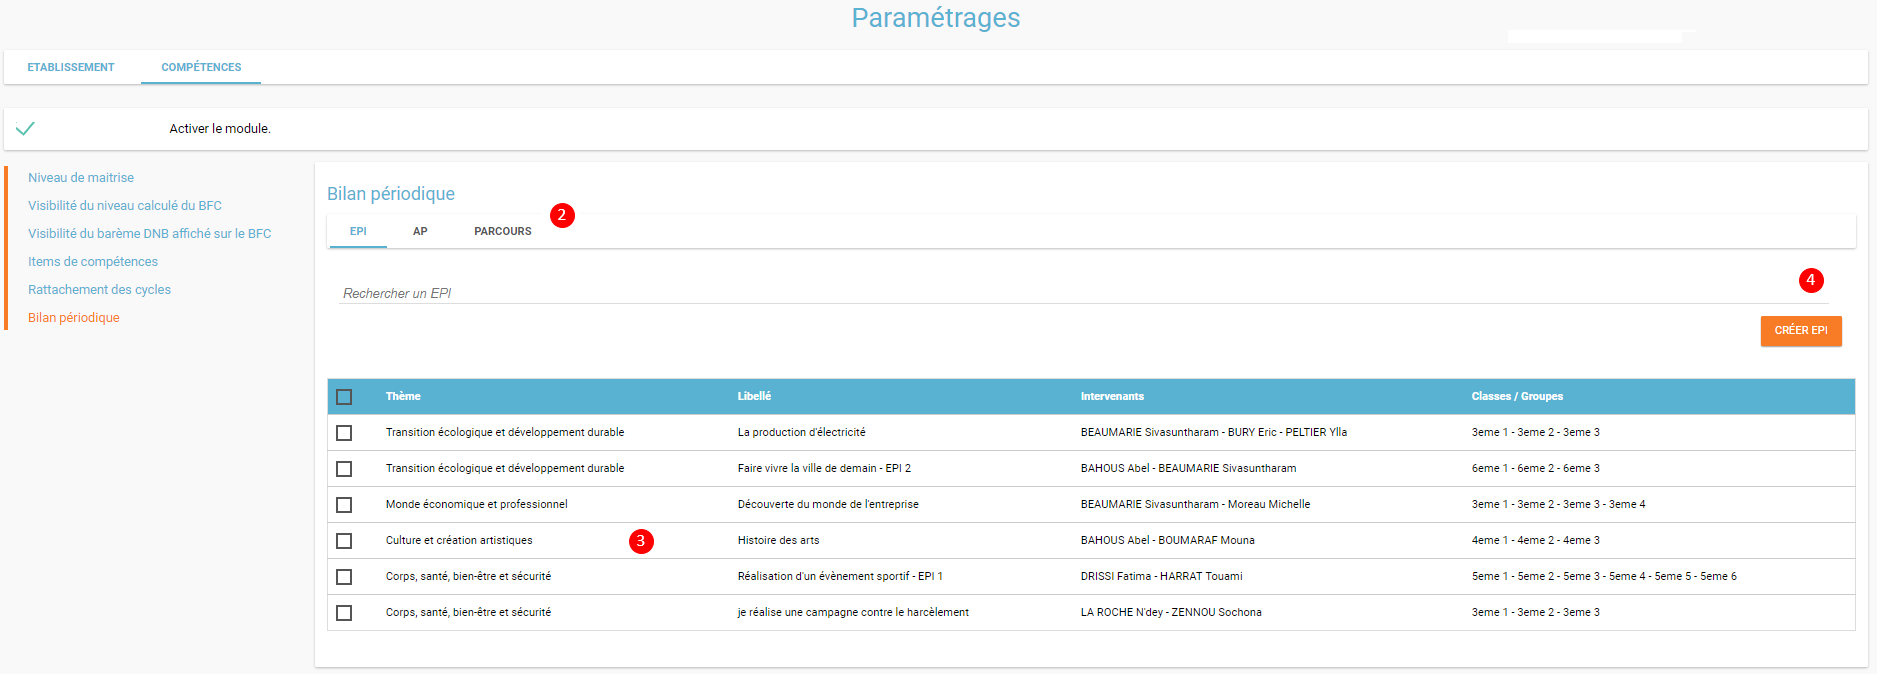 Paramétrages
ETABLISSEMENT COMPÉTENCES
Activer le module.
Niveau de maitrise
Visibilité du niveau calculé du BFC
Visibilité du barème DNB affiché sur le BFC
Items de compétences
Rattachement des cycles
Bilan périodique
Bilan périodique
2
EPI AP PARCOURS
4
Rechercher un EPI
CRÉER EPI
Thème Libellé Intervenants Classes / Groupes
Transition écologique et développement durable La production d'électricité BEAUMARIE Sivasuntharam - BURY Eric - PELTIER Ylla 3eme 1 - 3eme 2 - 3eme 3
Transition écologique et développement durable Faire vivre la ville de demain - EPI 2 BAHOUS Abel - BEAUMARIE Sivasuntharam 6eme 1 - 6eme 2 - 6eme 3
Monde économique et professionnel Découverte du monde de l'entreprise BEAUMARIE Sivasuntharam - Moreau Michelle 3eme 1 - 3eme 2 - 3eme 3 - 3eme 4
Culture et création artistiques 3 Histoire des arts BAHOUS Abel - BOUMARAF Mouna 4eme 1 - 4eme 2 - 4eme 3
Corps, santé, bien-être et sécurité Réalisation d'un évènement sportif - EPI 1 DRISSI Fatima - HARRAT Touami 5eme 1 - 5eme 2 - 5eme 3 - 5eme 4 - 5eme 5 - 5eme 6
Corps, santé, bien-être et sécurité je réalise une campagne contre le harcèlement LA ROCHE N'dey - ZENNOU Sochona 3eme 1 - 3eme 2 - 3eme 3